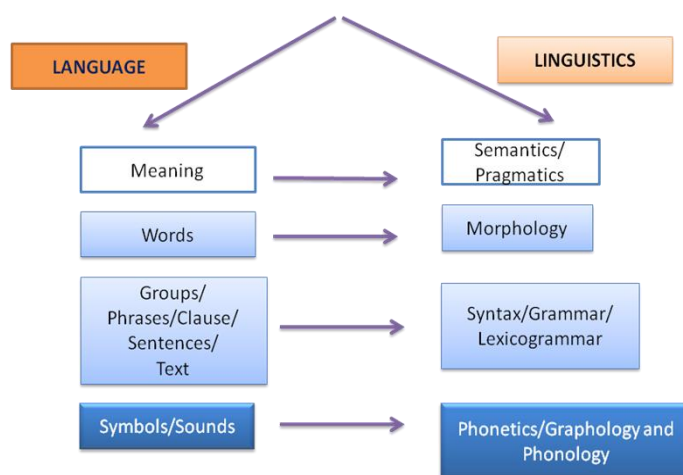 LANGUAGE
LINGUISTICS
Meaning
Semantics/
Pragmatics
Words
Morphology
Groups/
Phrases/Clause/
Sentences/
Text
Syntax/Grammar/
Lexicogrammar
Symbols/Sounds
Phonetics/Graphology and
Phonology